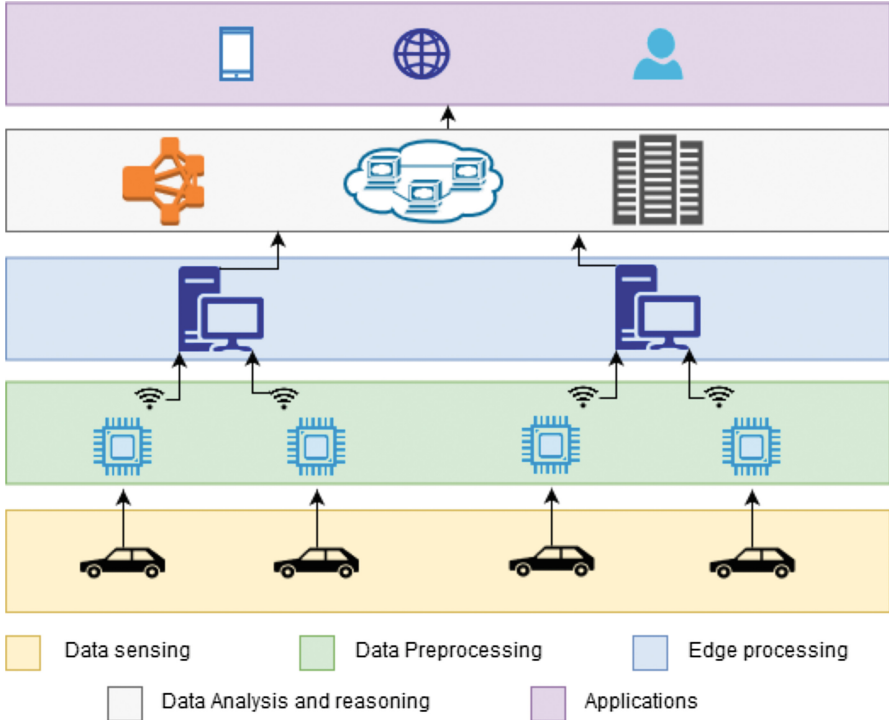 Data sensing
Data Preprocessing
Edge processing
Data Analysis and reasoning
Applications